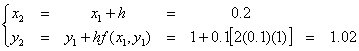 x₂ = x₁ + h = 0.2
y₂ = y₁ + hf(x₁, y₁) = 1 + 0.1[2(0.1)(1)] = 1.02